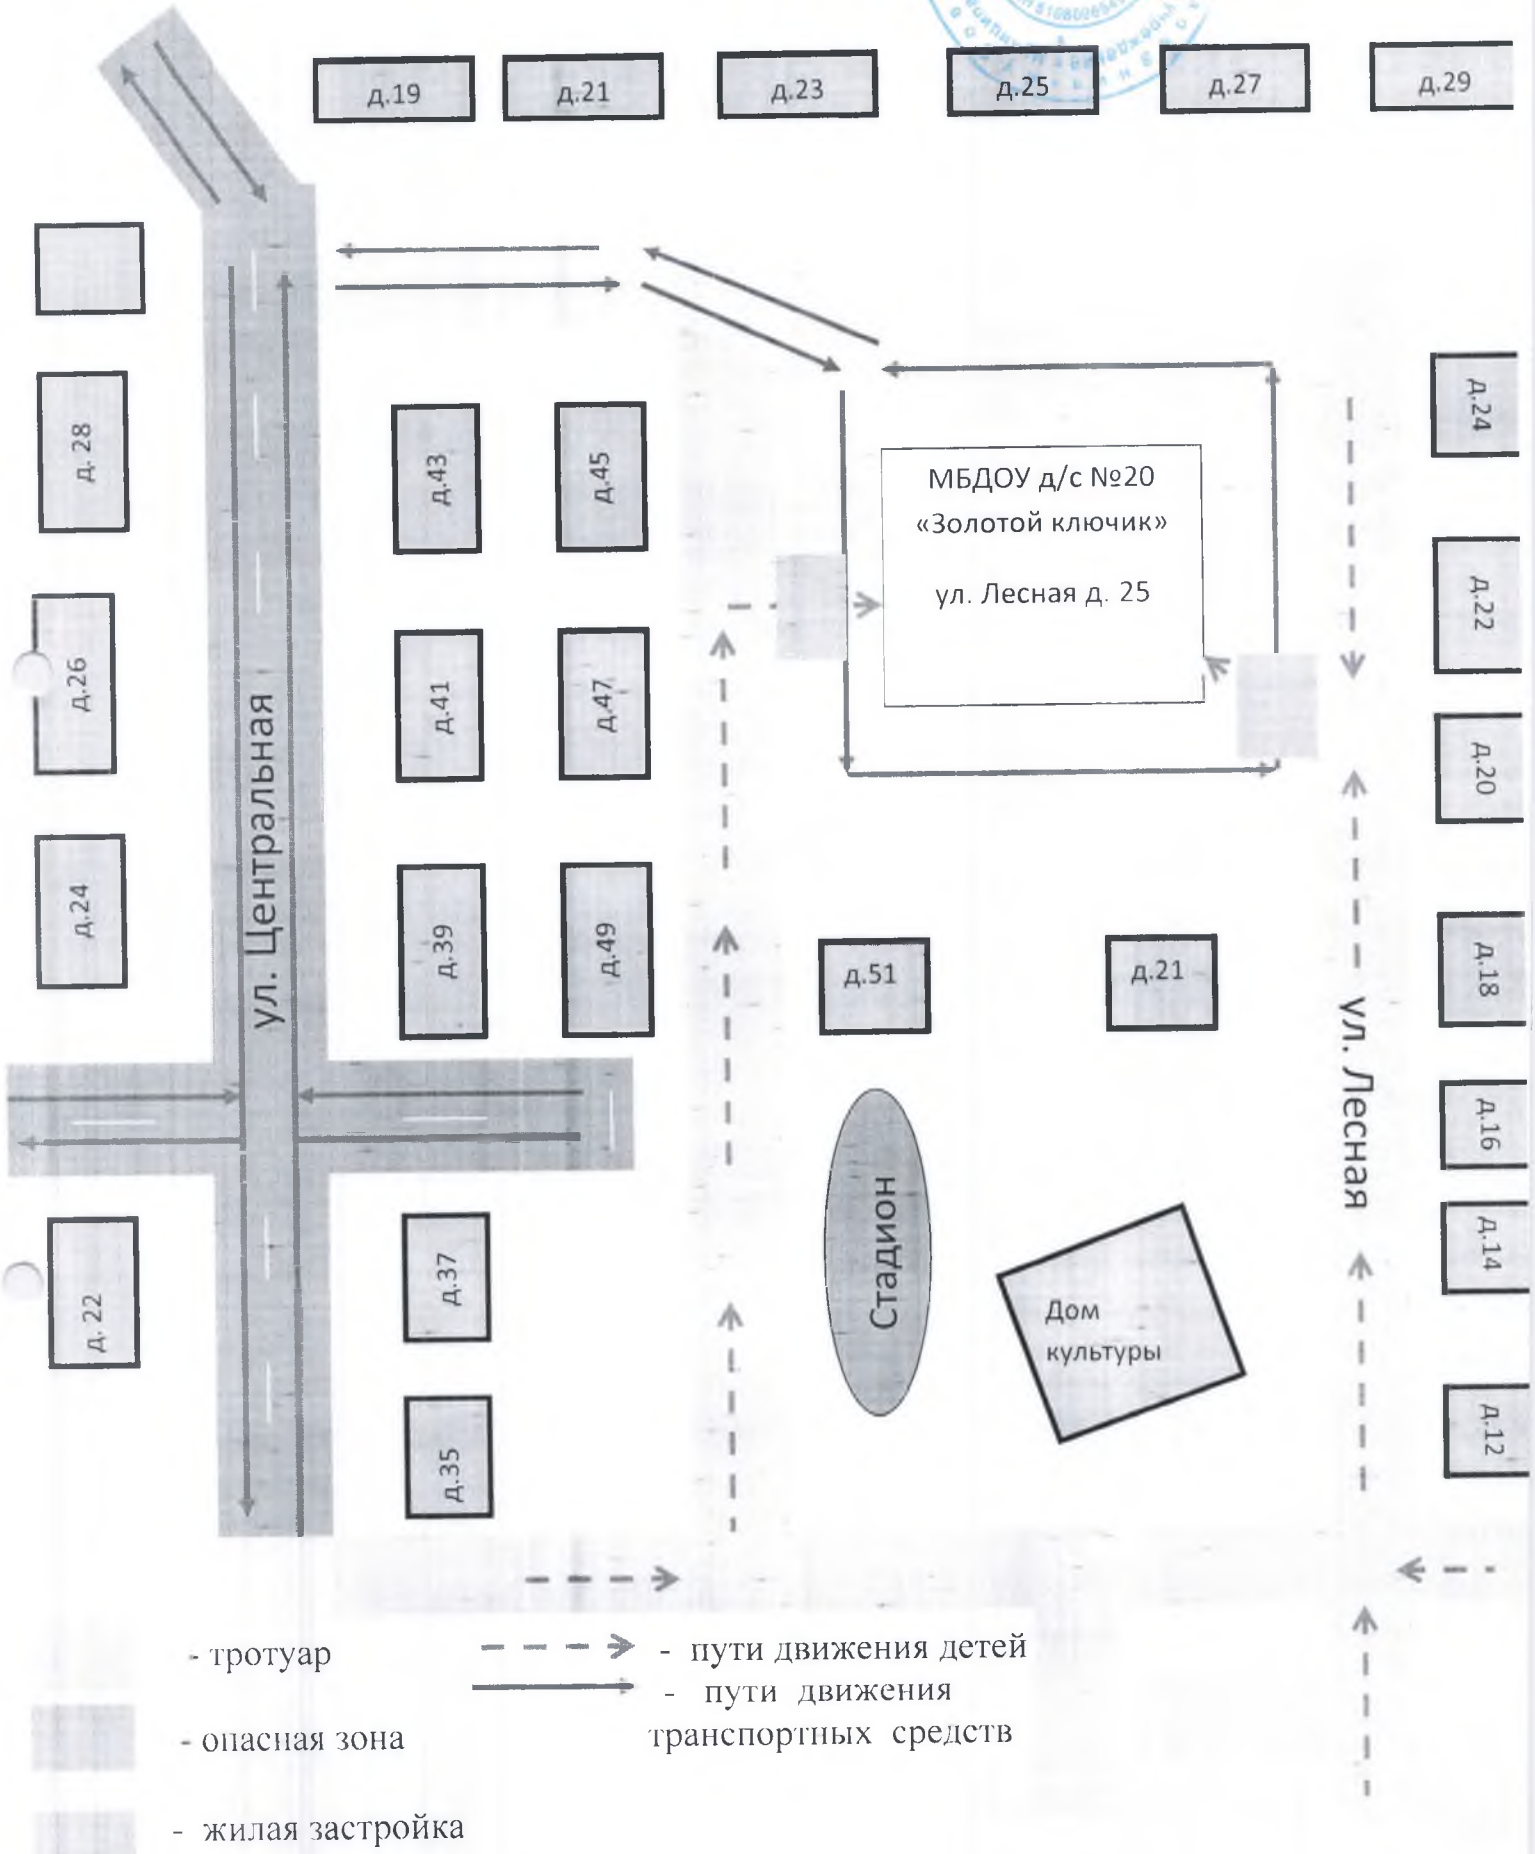 д.19
д.21
д.23
д.25
д.27
д.29
д. 28
д.26
д.24
д. 22
ул. Центральная
д.43
д.45
д.41
д.47
д.39
д.49
д.37
д.35
МБДОУ д/с №20
«Золотой ключик»
ул. Лесная д. 25
д.51
д.21
Стадион
Дом
культуры
ул. Лесная
д.24
д.22
д.20
д.18
д.16
д.14
д.12
- тротуар
- опасная зона
- жилая застройка
- пути движения детей
- пути движения
транспортных средств